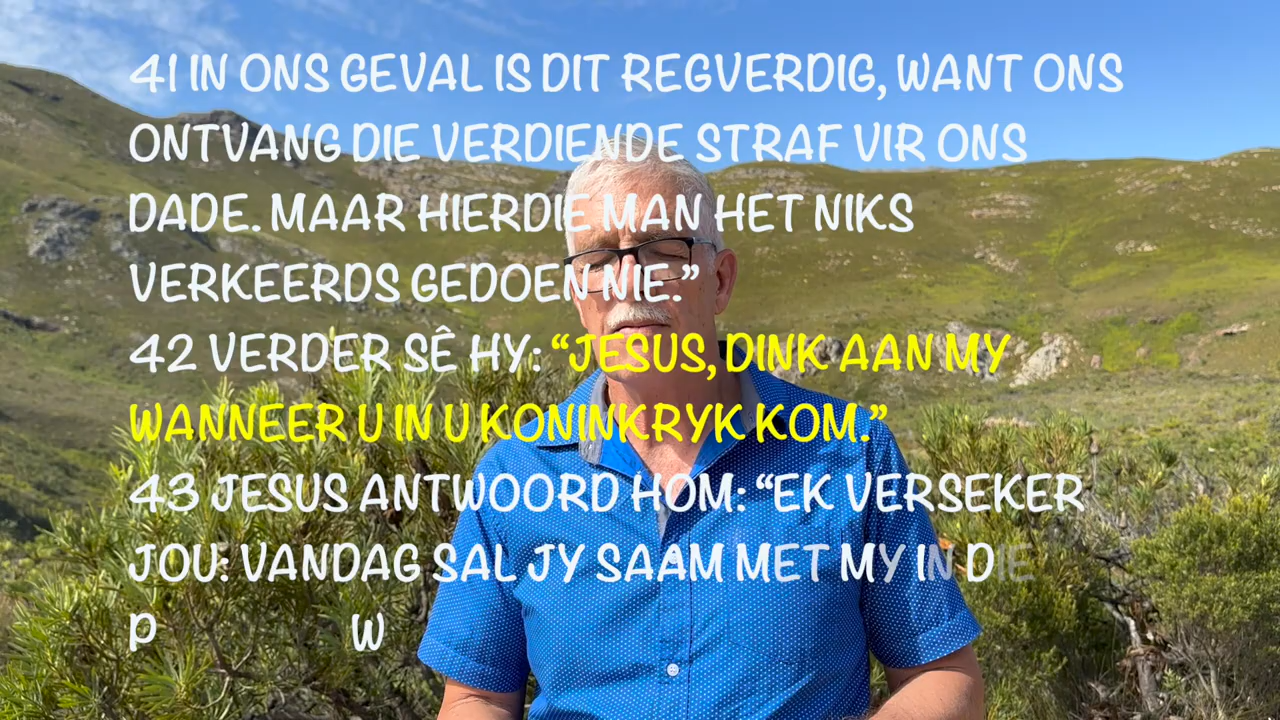 41 IN ONS GEVAL IS DIT REGVERDIG, WANT ONS
ONTVANG DIE VERDIENDE STRAF VIR ONS
DADE. MAAR HIERDIE MAN HET NIKS
VERKEERDS GEDOEN NIE.”
42 VERDER SÊ HY: “JESUS, DINK AAN MY
WANNEER U IN U KONINKRYK KOM.”
43 JESUS ANTWOORD HOM: “EK VERSEKER
JOU: VANDAG SAL JY SAAM MET MY IN DIE
P W